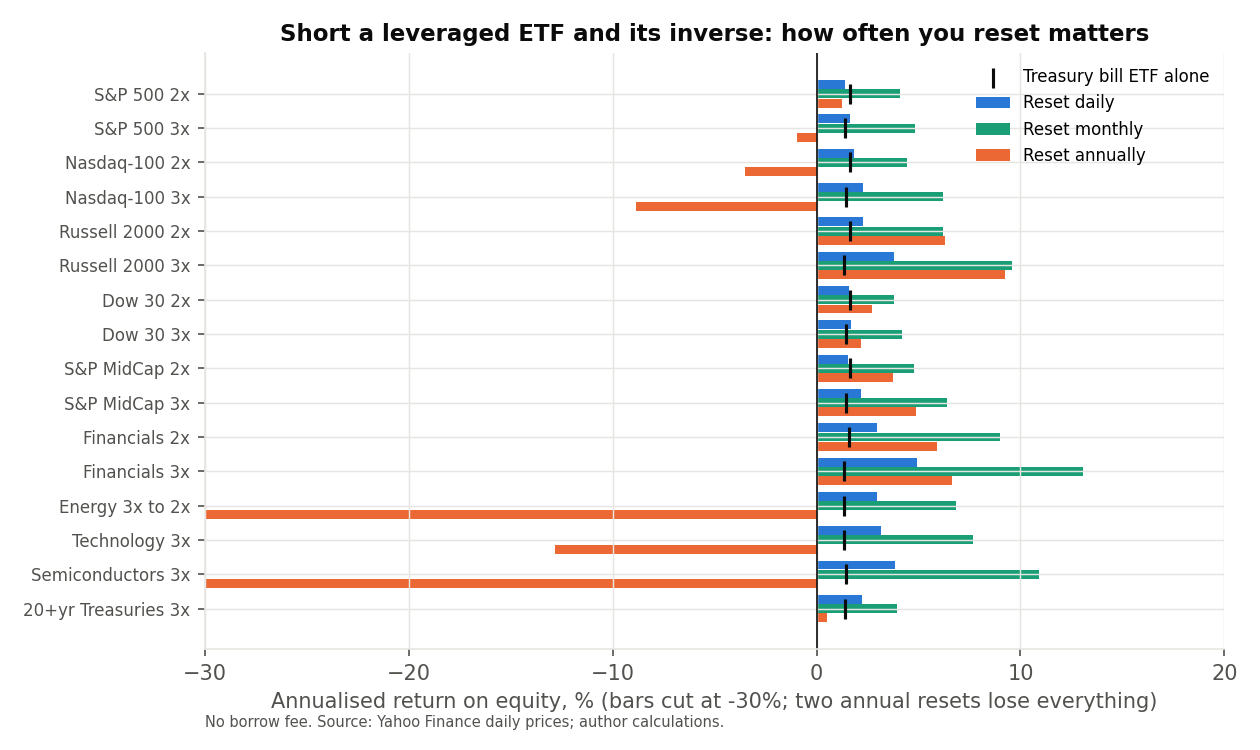 Short a leveraged ETF and its inverse: how often you reset matters
Treasury bill ETF alone
Reset daily
Reset monthly
Reset annually
S&P 500 2x
S&P 500 3x
Nasdaq-100 2x
Nasdaq-100 3x
Russell 2000 2x
Russell 2000 3x
Dow 30 2x
Dow 30 3x
S&P MidCap 2x
S&P MidCap 3x
Financials 2x
Financials 3x
Energy 3x to 2x
Technology 3x
Semiconductors 3x
20+yr Treasuries 3x
−30 −20 −10 0 10 20
Annualised return on equity, % (bars cut at -30%; two annual resets lose everything)
No borrow fee. Source: Yahoo Finance daily prices; author calculations.